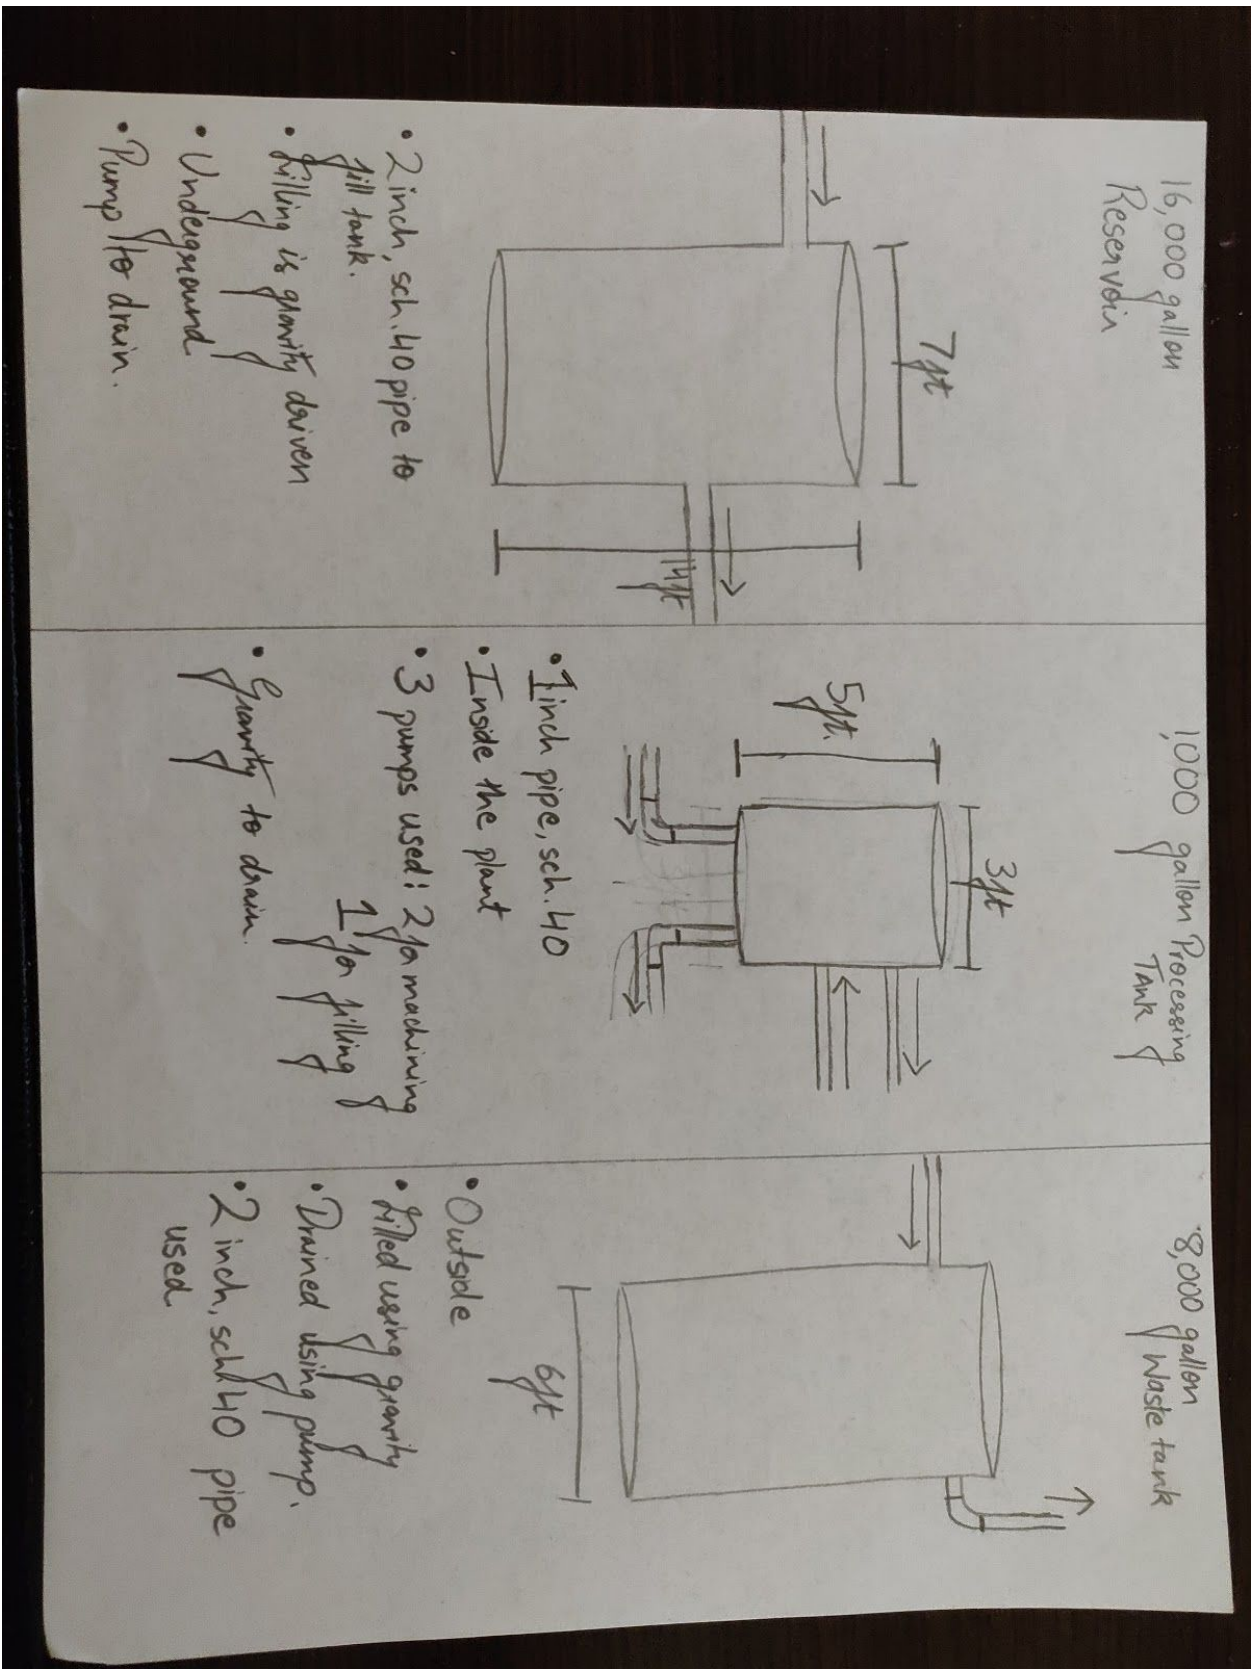 16,000 gallon
Reservoir
7ft
14ft
• 2 inch, sch. 40 pipe to
fill tank.
• Filling is gravity driven
• Underground
• Pump to drain.
1,000 gallon Processing
Tank
3ft
5ft.
• 1 inch pipe, sch. 40
• Inside the plant
• 3 pumps used: 2 for machining
1 for filling
• Gravity to drain.
8,000 gallon
Waste tank
6ft
• Outside
• Filled using gravity
• Drained using pump.
• 2 inch, sch 40 pipe
used